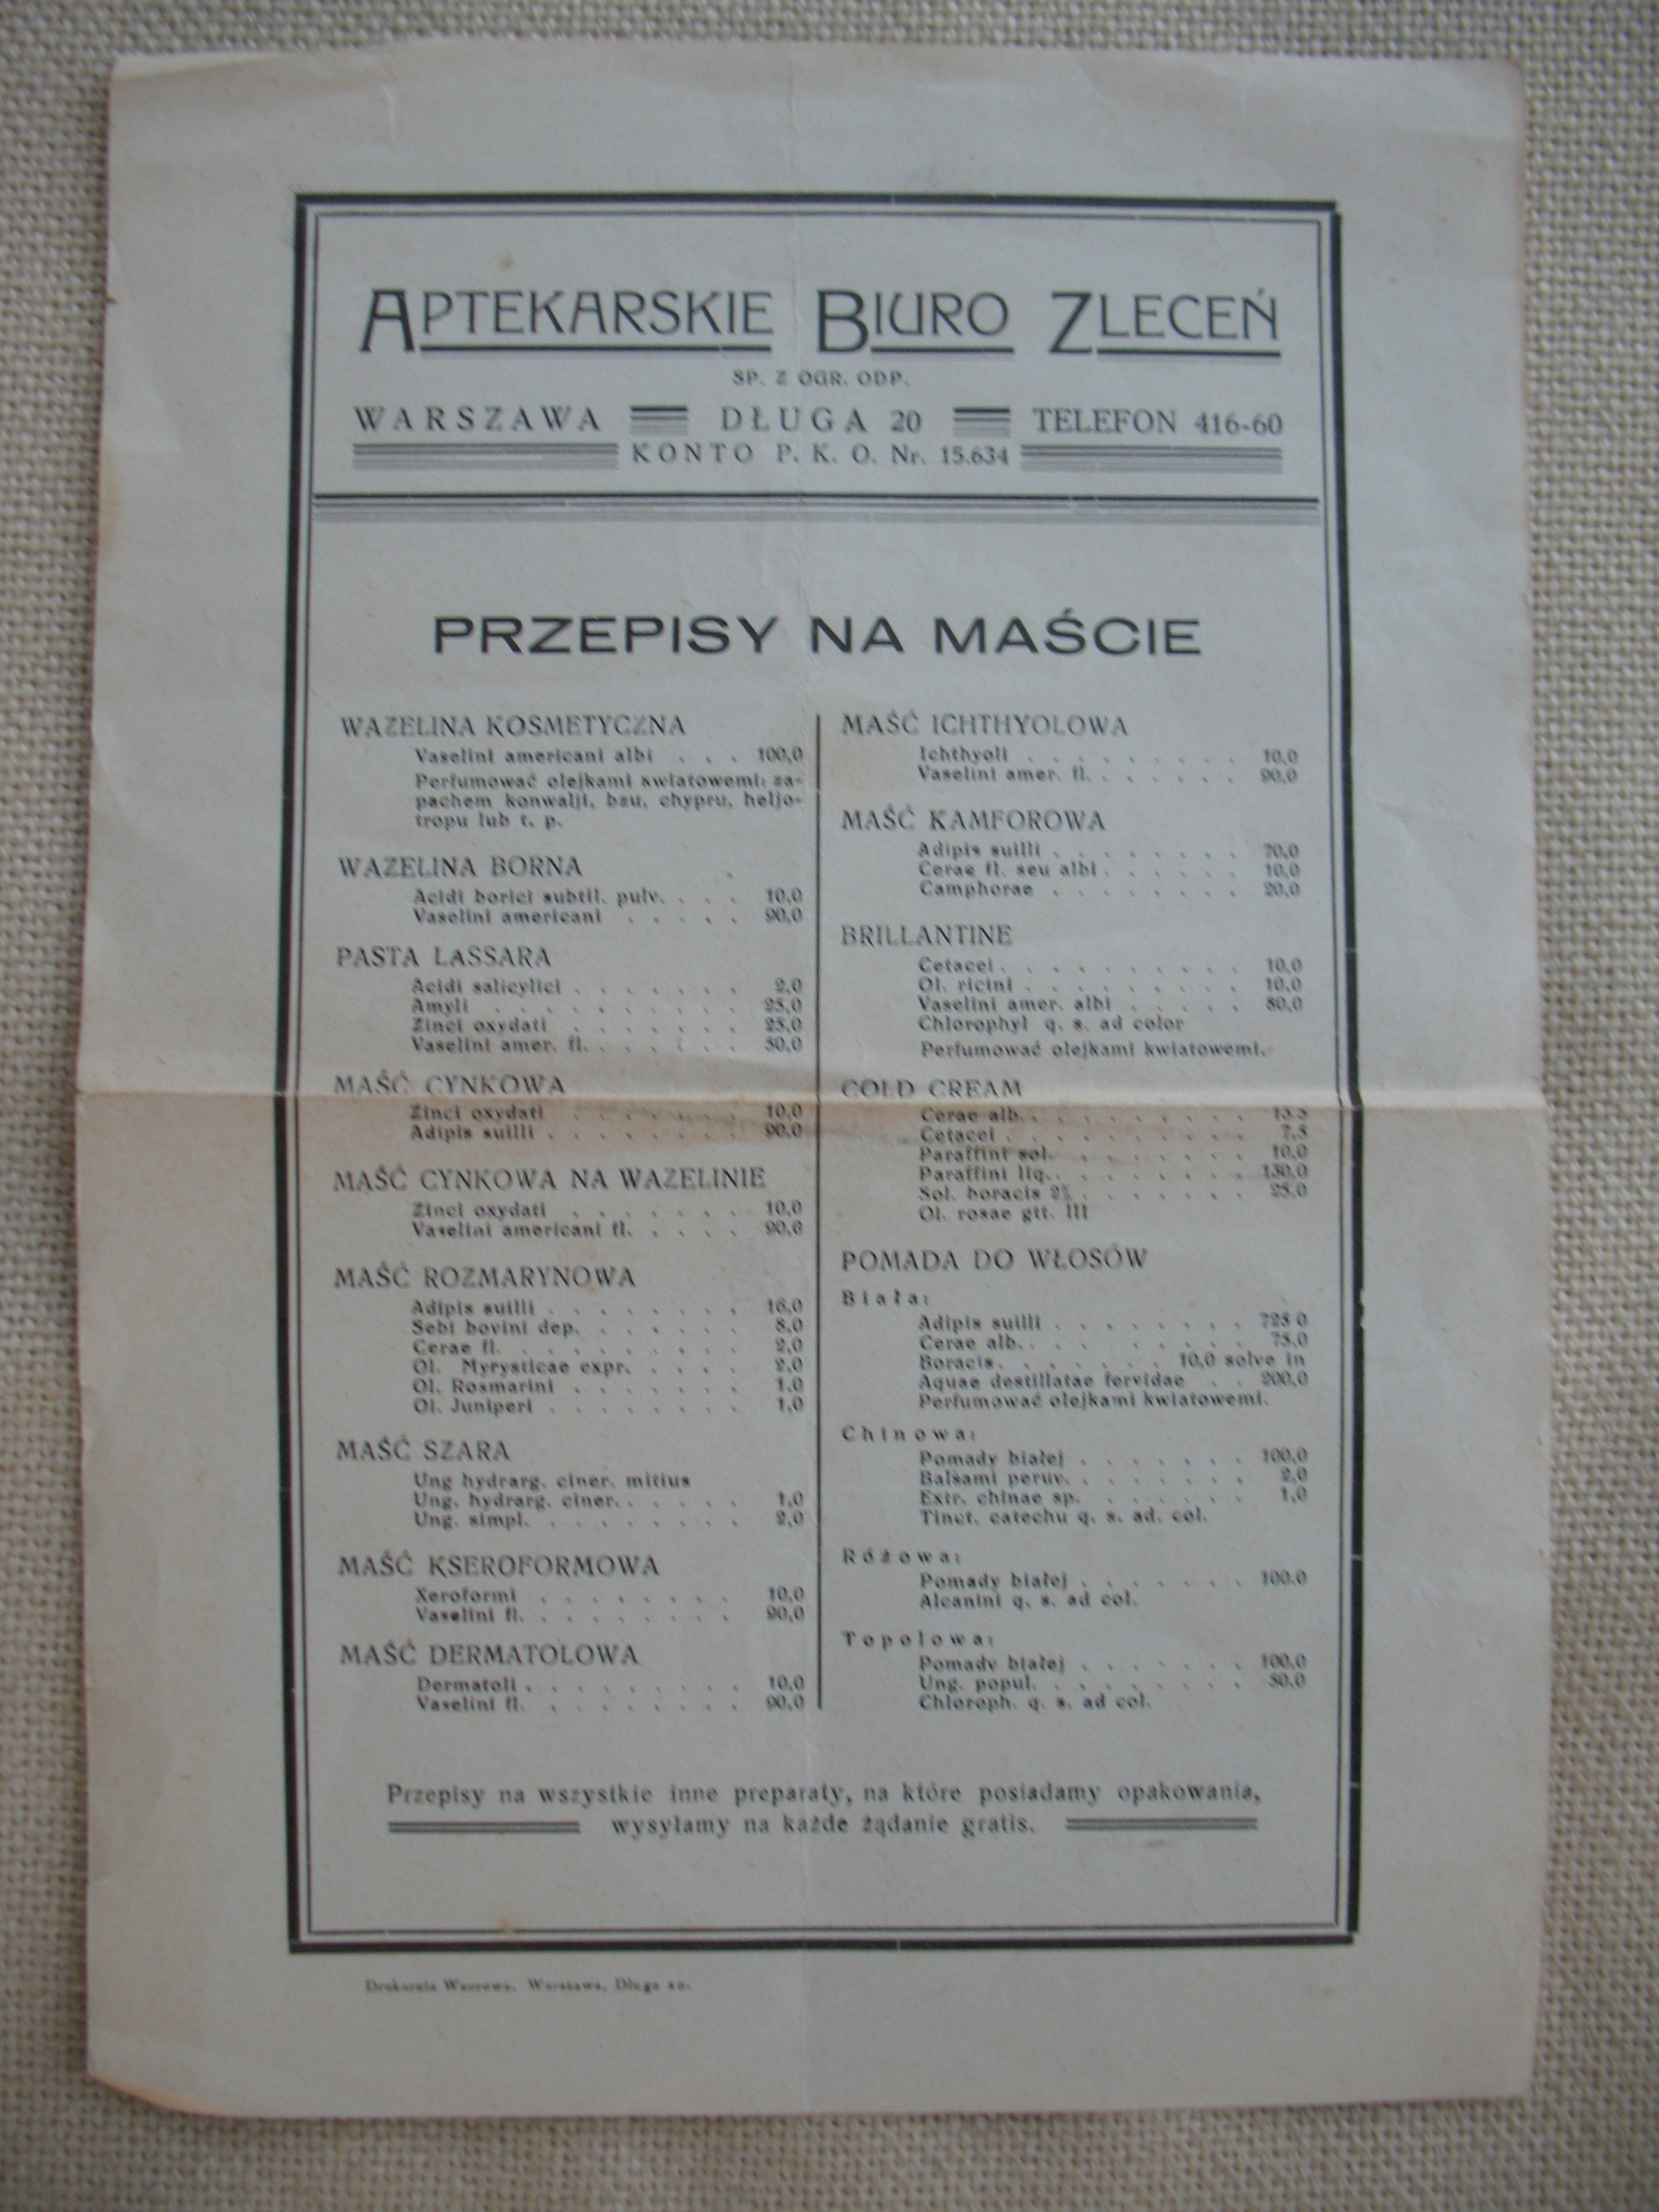 APTEKARSKIE BIURO ZLECEŃ
SP. Z OGR. ODP.
WARSZAWA DŁUGA 20 TELEFON 416-60
KONTO P. K. O. Nr. 15.634
PRZEPISY NA MAŚCIE
WAZELINA KOSMETYCZNA
Vaselini americani albi . . . 100,0
Perfumować olejkami kwiatowemi: za-
pachem konwalji, bzu, chypru, heljo-
tropu lub t. p.
WAZELINA BORNA
Acidi borici subtil. pulv. . . . 10,0
Vaselini americani . . . . . 90,0
PASTA LASSARA
Acidi salicylici . . . . . . . 2,0
Amyli . . . . . . . . . . 25,0
Zinci oxydati . . . . . . . 25,0
Vaselini amer. fl. . . . . . . 50,0
MAŚĆ CYNKOWA
Zinci oxydati . . . . . . . 10,0
Adipis suilli . . . . . . . . 90,0
MAŚĆ CYNKOWA NA WAZELINIE
Zinci oxydati . . . . . . . 10,0
Vaselini americani fl. . . . . 90,0
MAŚĆ ROZMARYNOWA
Adipis suilli . . . . . . . . 16,0
Sebi bovini dep. . . . . . . 8,0
Cerae fl. . . . . . . . . . 2,0
Ol. Myrysticae expr. . . . . 2,0
Ol. Rosmarini . . . . . . . 1,0
Ol. Juniperi . . . . . . . . 1,0
MAŚĆ SZARA
Ung hydrarg. ciner. mitius
Ung. hydrarg. ciner. . . . . . 1,0
Ung. simpl. . . . . . . . . 2,0
MAŚĆ KSEROFORMOWA
Xeroformi . . . . . . . . 10,0
Vaselini fl. . . . . . . . . 90,0
MAŚĆ DERMATOLOWA
Dermatoli . . . . . . . . . 10,0
Vaselini fl. . . . . . . . . 90,0
MAŚĆ ICHTHYOLOWA
Ichthyoli . . . . . . . . . 10,0
Vaselini amer. fl. . . . . . . 90,0
MAŚĆ KAMFOROWA
Adipis suilli . . . . . . . . 70,0
Cerae fl. seu albi . . . . . . 10,0
Camphorae . . . . . . . . 20,0
BRILLANTINE
Cetacei . . . . . . . . . . 10,0
Ol. ricini . . . . . . . . . 10,0
Vaselini amer. albi . . . . . 80,0
Chlorophyl q. s. ad color
Perfumować olejkami kwiatowemi.
COLD CREAM
Cerae alb. . . . . . . . . .
Cetacei . . . . . . . . . . 7,5
Paraffini sol. . . . . . . . 10,0
Paraffini liq. . . . . . . . 130,0
Sol. boracis 2% . . . . . . . 25,0
Ol. rosae gtt. III
POMADA DO WŁOSÓW
Biała:
Adipis suilli . . . . . . . . 725 0
Cerae alb. . . . . . . . . 75,0
Boracis. . . . . . . 10,0 solve in
Aquae destillatae fervidae . . 200,0
Perfumować olejkami kwiatowemi.
Chinowa:
Pomady białej . . . . . . . 100,0
Balsami peruv. . . . . . . . 2,0
Extr. chinae sp. . . . . . . 1,0
Tinct. catechu q. s. ad. col.
Różowa:
Pomady białej . . . . . . . 100,0
Alcanini q. s. ad col.
Topolowa:
Pomady białej . . . . . . . 100,0
Ung. popul. . . . . . . . . 50,0
Chloroph. q. s. ad col.
Przepisy na wszystkie inne preparaty, na które posiadamy opakowania,
wysyłamy na każde żądanie gratis.
Drukarnia Wzorowa, Warszawa, Długa